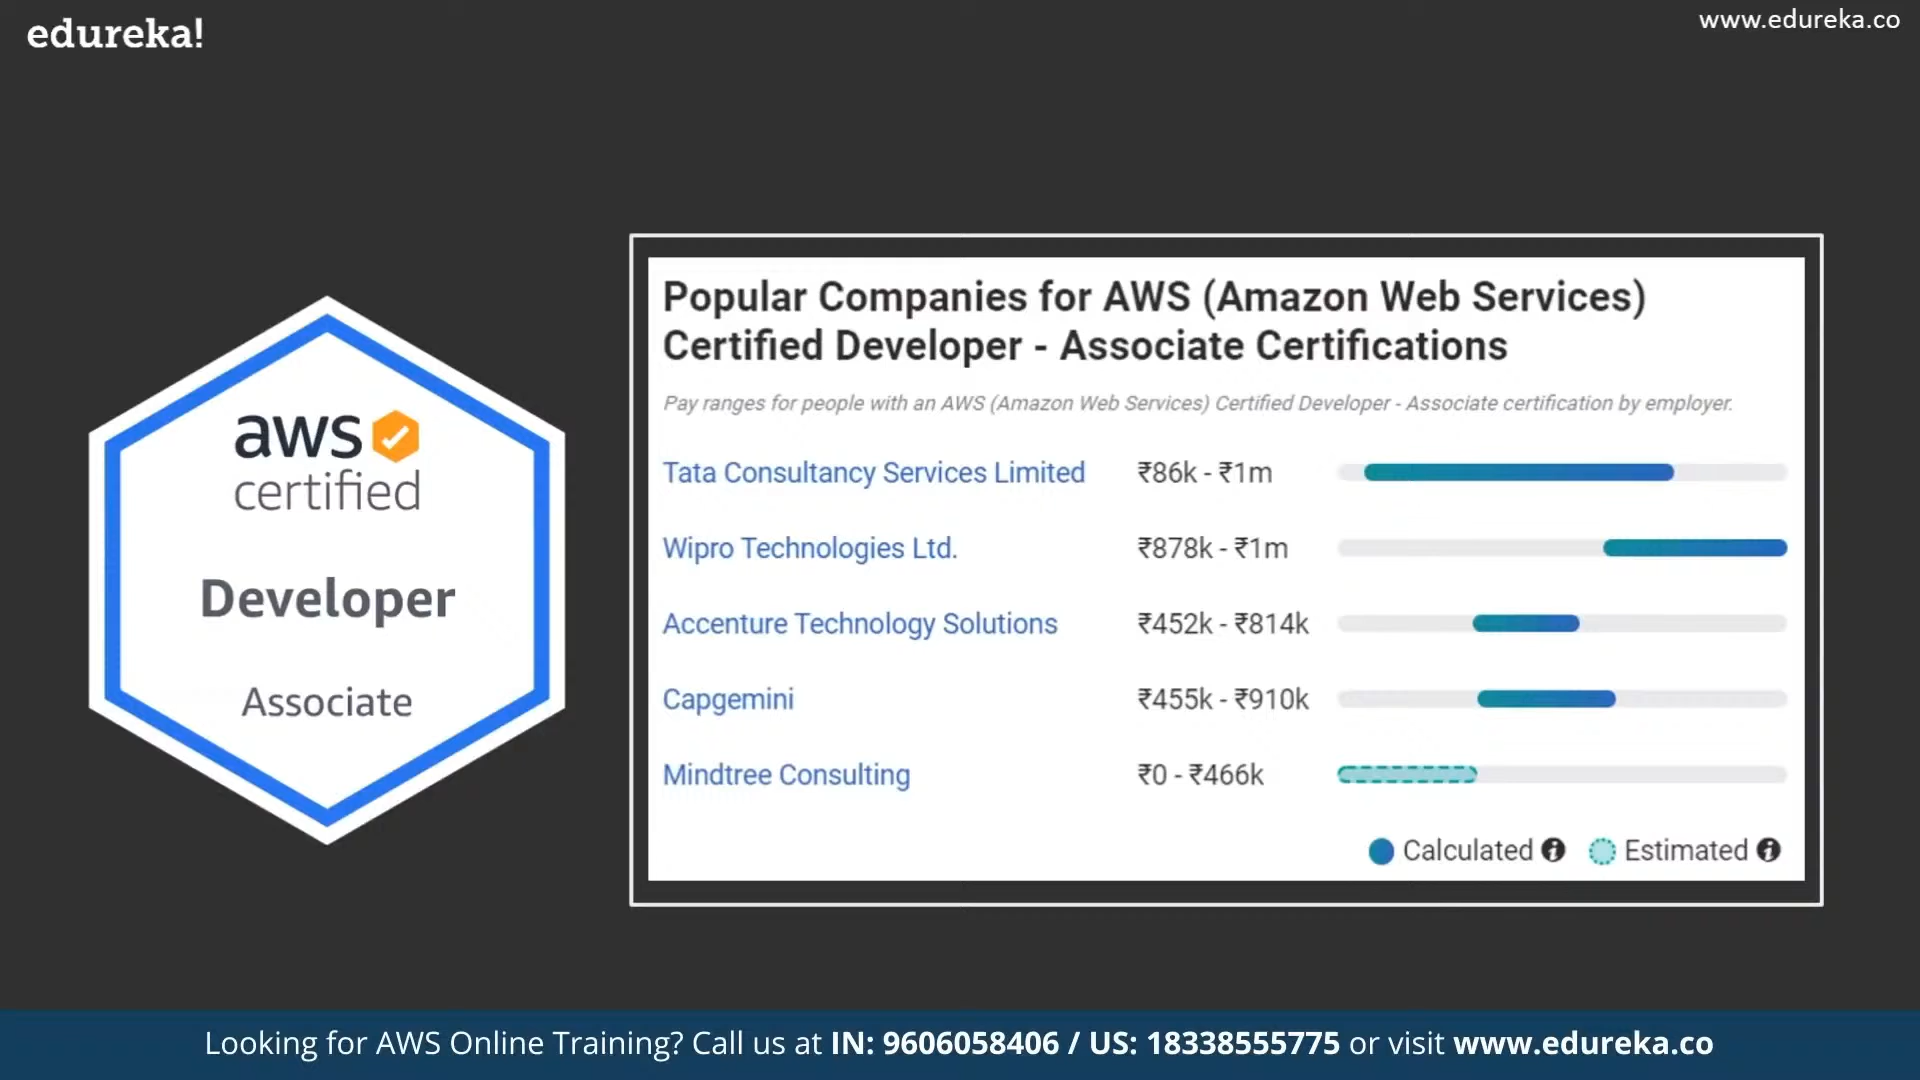 edureka!
www.edureka.co
aws
certified
Developer
Associate
Popular Companies for AWS (Amazon Web Services)
Certified Developer - Associate Certifications
Pay ranges for people with an AWS (Amazon Web Services) Certified Developer - Associate certification by employer.
Tata Consultancy Services Limited ₹86k - ₹1m
Wipro Technologies Ltd. ₹878k - ₹1m
Accenture Technology Solutions ₹452k - ₹814k
Capgemini ₹455k - ₹910k
Mindtree Consulting ₹0 - ₹466k
Calculated i Estimated i
Looking for AWS Online Training? Call us at IN: 9606058406 / US: 18338555775 or visit www.edureka.co